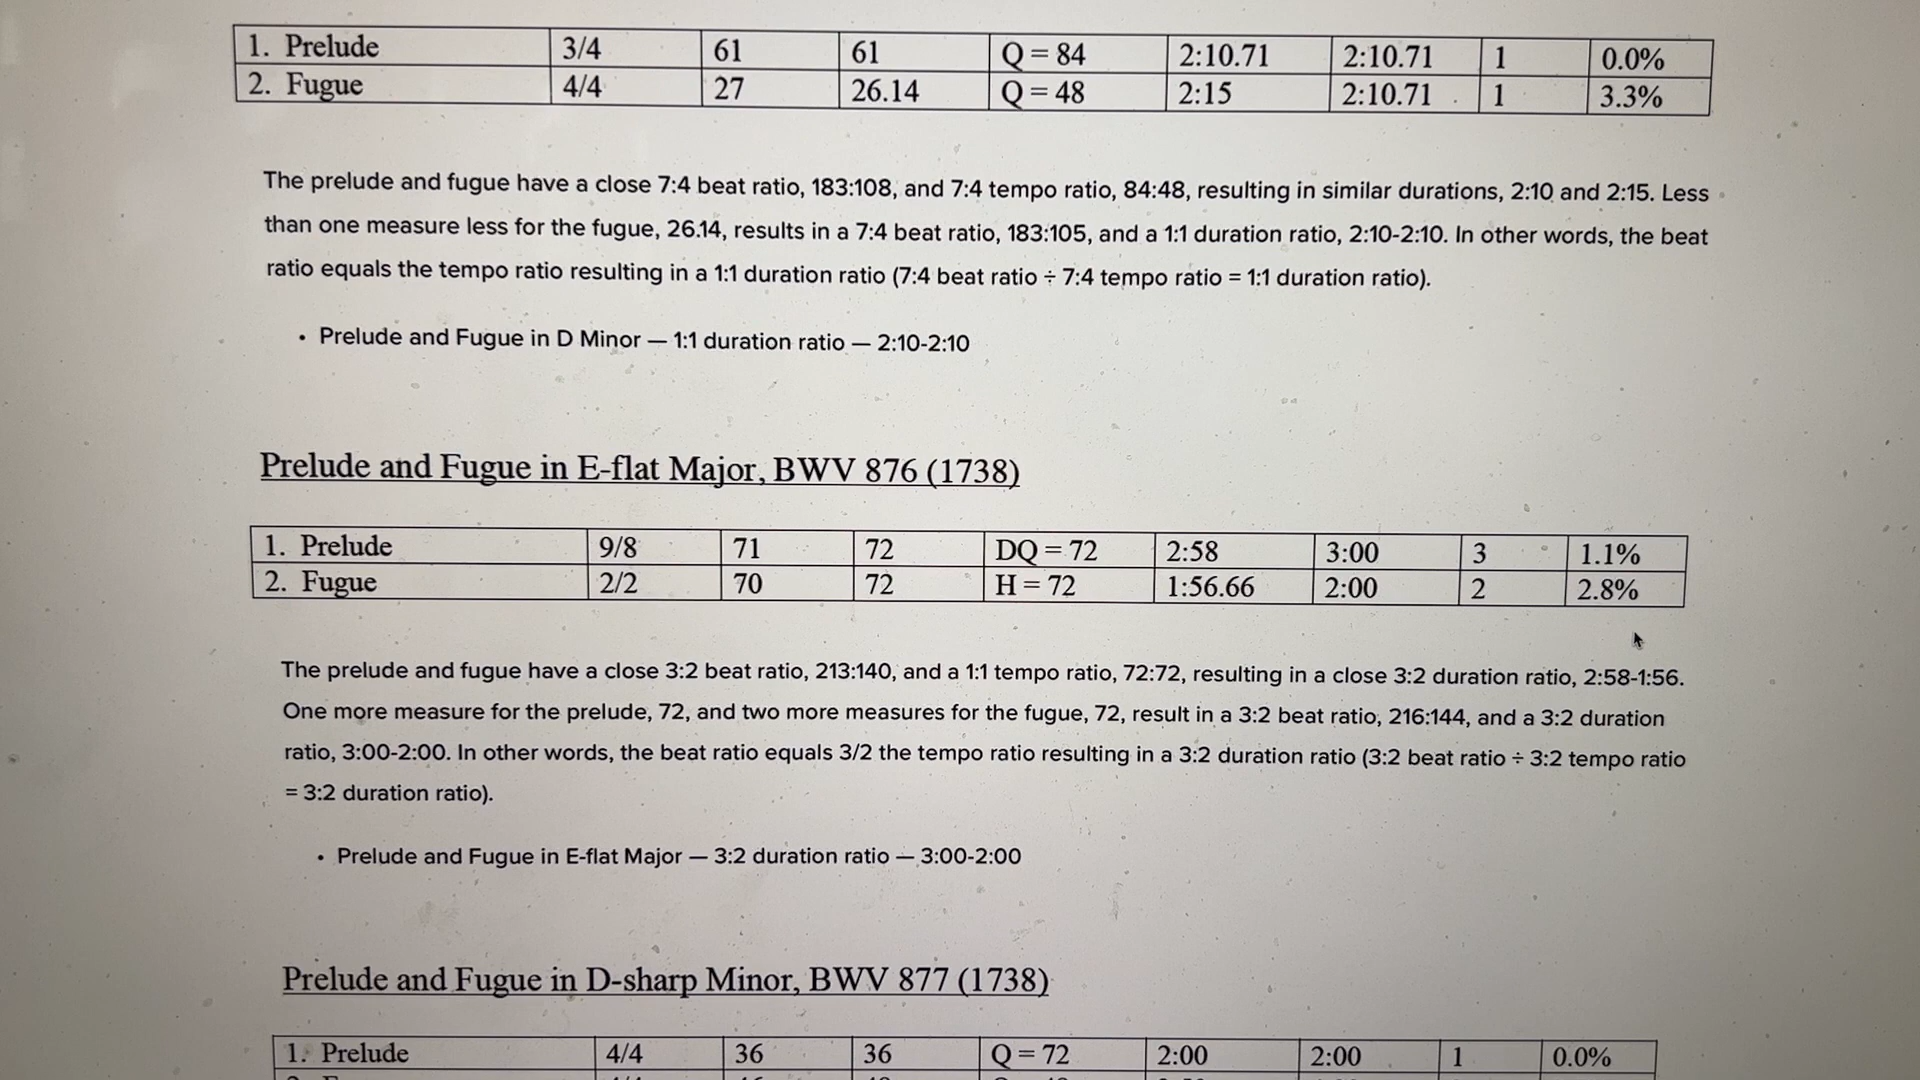 1. Prelude 3/4 61 61 Q = 84 2:10.71 2:10.71 1 0.0%
2. Fugue 4/4 27 26.14 Q = 48 2:15 2:10.71 1 3.3%
The prelude and fugue have a close 7:4 beat ratio, 183:108, and 7:4 tempo ratio, 84:48, resulting in similar durations, 2:10 and 2:15. Less
than one measure less for the fugue, 26.14, results in a 7:4 beat ratio, 183:105, and a 1:1 duration ratio, 2:10-2:10. In other words, the beat
ratio equals the tempo ratio resulting in a 1:1 duration ratio (7:4 beat ratio ÷ 7:4 tempo ratio = 1:1 duration ratio).
• Prelude and Fugue in D Minor — 1:1 duration ratio — 2:10-2:10
Prelude and Fugue in E-flat Major, BWV 876 (1738)
1. Prelude 9/8 71 72 DQ = 72 2:58 3:00 3 1.1%
2. Fugue 2/2 70 72 H = 72 1:56.66 2:00 2 2.8%
The prelude and fugue have a close 3:2 beat ratio, 213:140, and a 1:1 tempo ratio, 72:72, resulting in a close 3:2 duration ratio, 2:58-1:56.
One more measure for the prelude, 72, and two more measures for the fugue, 72, result in a 3:2 beat ratio, 216:144, and a 3:2 duration
ratio, 3:00-2:00. In other words, the beat ratio equals 3/2 the tempo ratio resulting in a 3:2 duration ratio (3:2 beat ratio ÷ 3:2 tempo ratio
= 3:2 duration ratio).
• Prelude and Fugue in E-flat Major — 3:2 duration ratio — 3:00-2:00
Prelude and Fugue in D-sharp Minor, BWV 877 (1738)
1. Prelude 4/4 36 36 Q = 72 2:00 2:00 1 0.0%